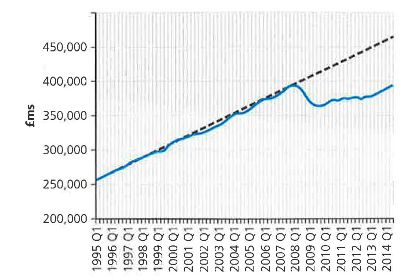 450,000
400,000
350,000
300,000
250,000
200,000
£ms
1995 Q1
1996 Q1
1997 Q1
1998 Q1
1999 Q1
2000 Q1
2001 Q1
2002 Q1
2003 Q1
2004 Q1
2005 Q1
2006 Q1
2007 Q1
2008 Q1
2009 Q1
2010 Q1
2011 Q1
2012 Q1
2013 Q1
2014 Q1